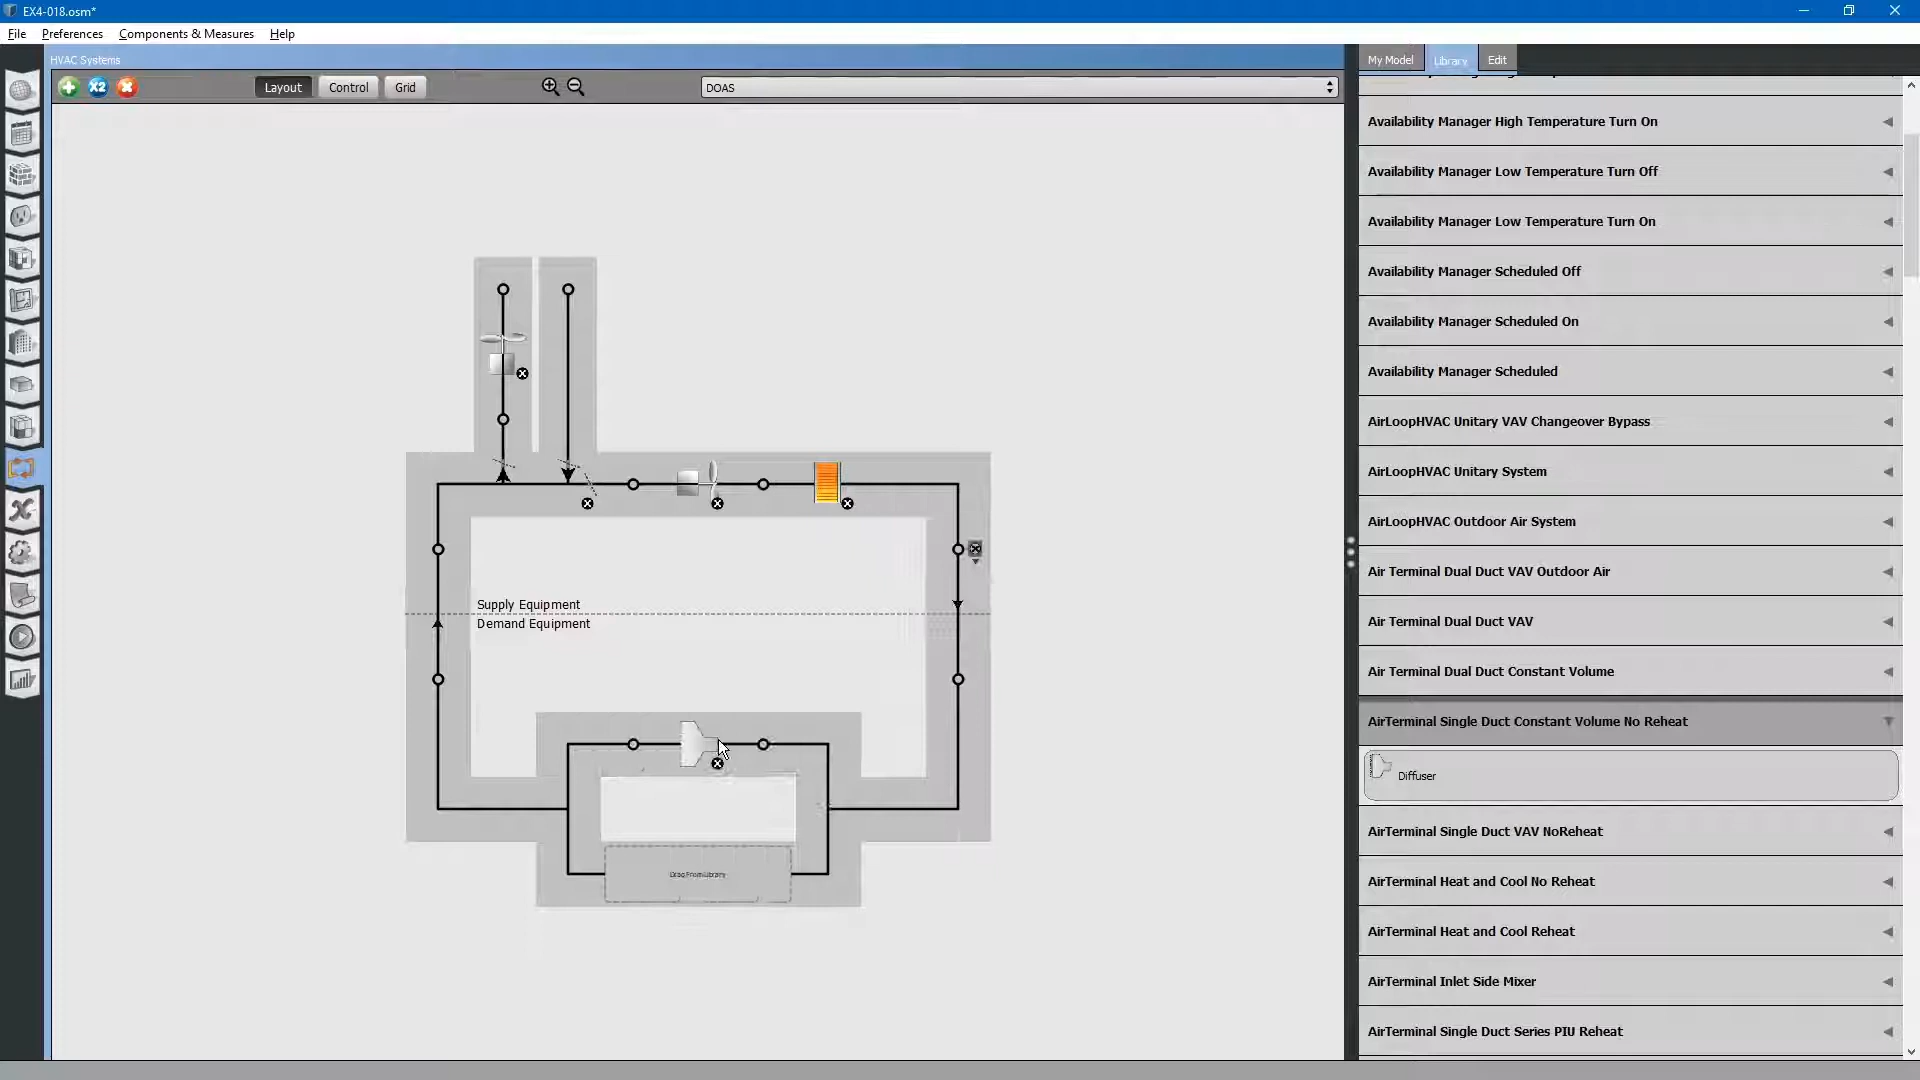 EX4-018.osm*
File Preferences Components & Measures Help
HVAC Systems
My Model Library Edit
X2 Layout Control Grid DOAS
Availability Manager High Temperature Turn On
Availability Manager Low Temperature Turn Off
Availability Manager Low Temperature Turn On
Availability Manager Scheduled Off
Availability Manager Scheduled On
Availability Manager Scheduled
AirLoopHVAC Unitary VAV Changeover Bypass
AirLoopHVAC Unitary System
AirLoopHVAC Outdoor Air System
Air Terminal Dual Duct VAV Outdoor Air
Air Terminal Dual Duct VAV
Air Terminal Dual Duct Constant Volume
AirTerminal Single Duct Constant Volume No Reheat
Diffuser
AirTerminal Single Duct VAV NoReheat
AirTerminal Heat and Cool No Reheat
AirTerminal Heat and Cool Reheat
AirTerminal Inlet Side Mixer
AirTerminal Single Duct Series PIU Reheat
Supply Equipment
Demand Equipment
Drag From Library